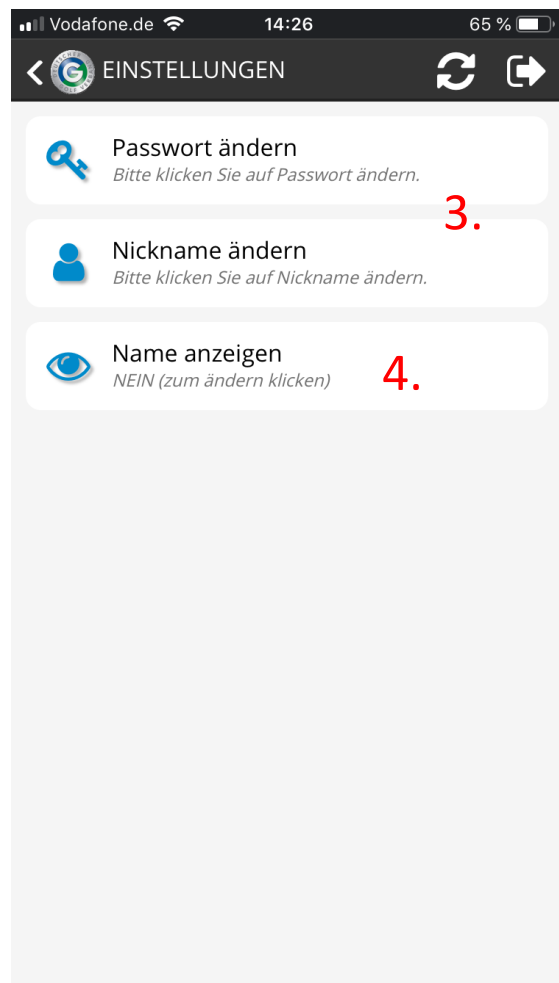 Vodafone.de 14:26 65 %
EINSTELLUNGEN
Passwort ändern
Bitte klicken Sie auf Passwort ändern.
3.
Nickname ändern
Bitte klicken Sie auf Nickname ändern.
Name anzeigen
NEIN (zum ändern klicken)
4.